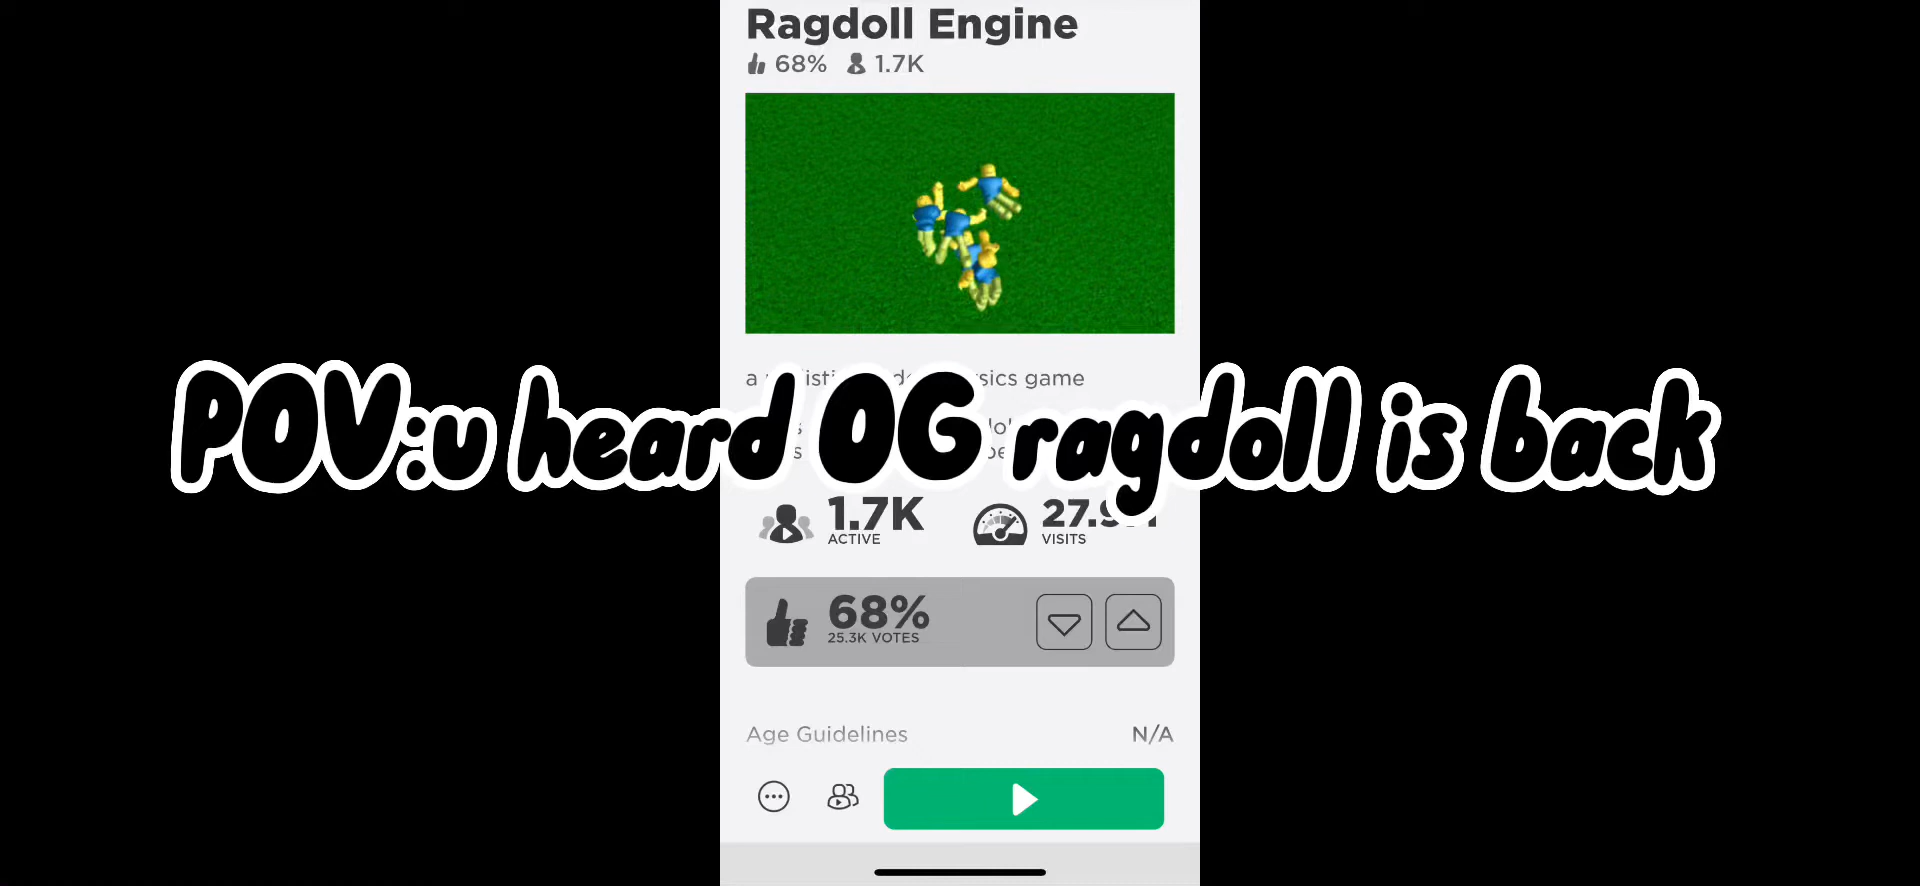 Ragdoll Engine
68% 1.7K
a game
POV:u heard OG ragdoll is back
1.7K
ACTIVE
VISITS
68%
25.3K VOTES
Age Guidelines N/A